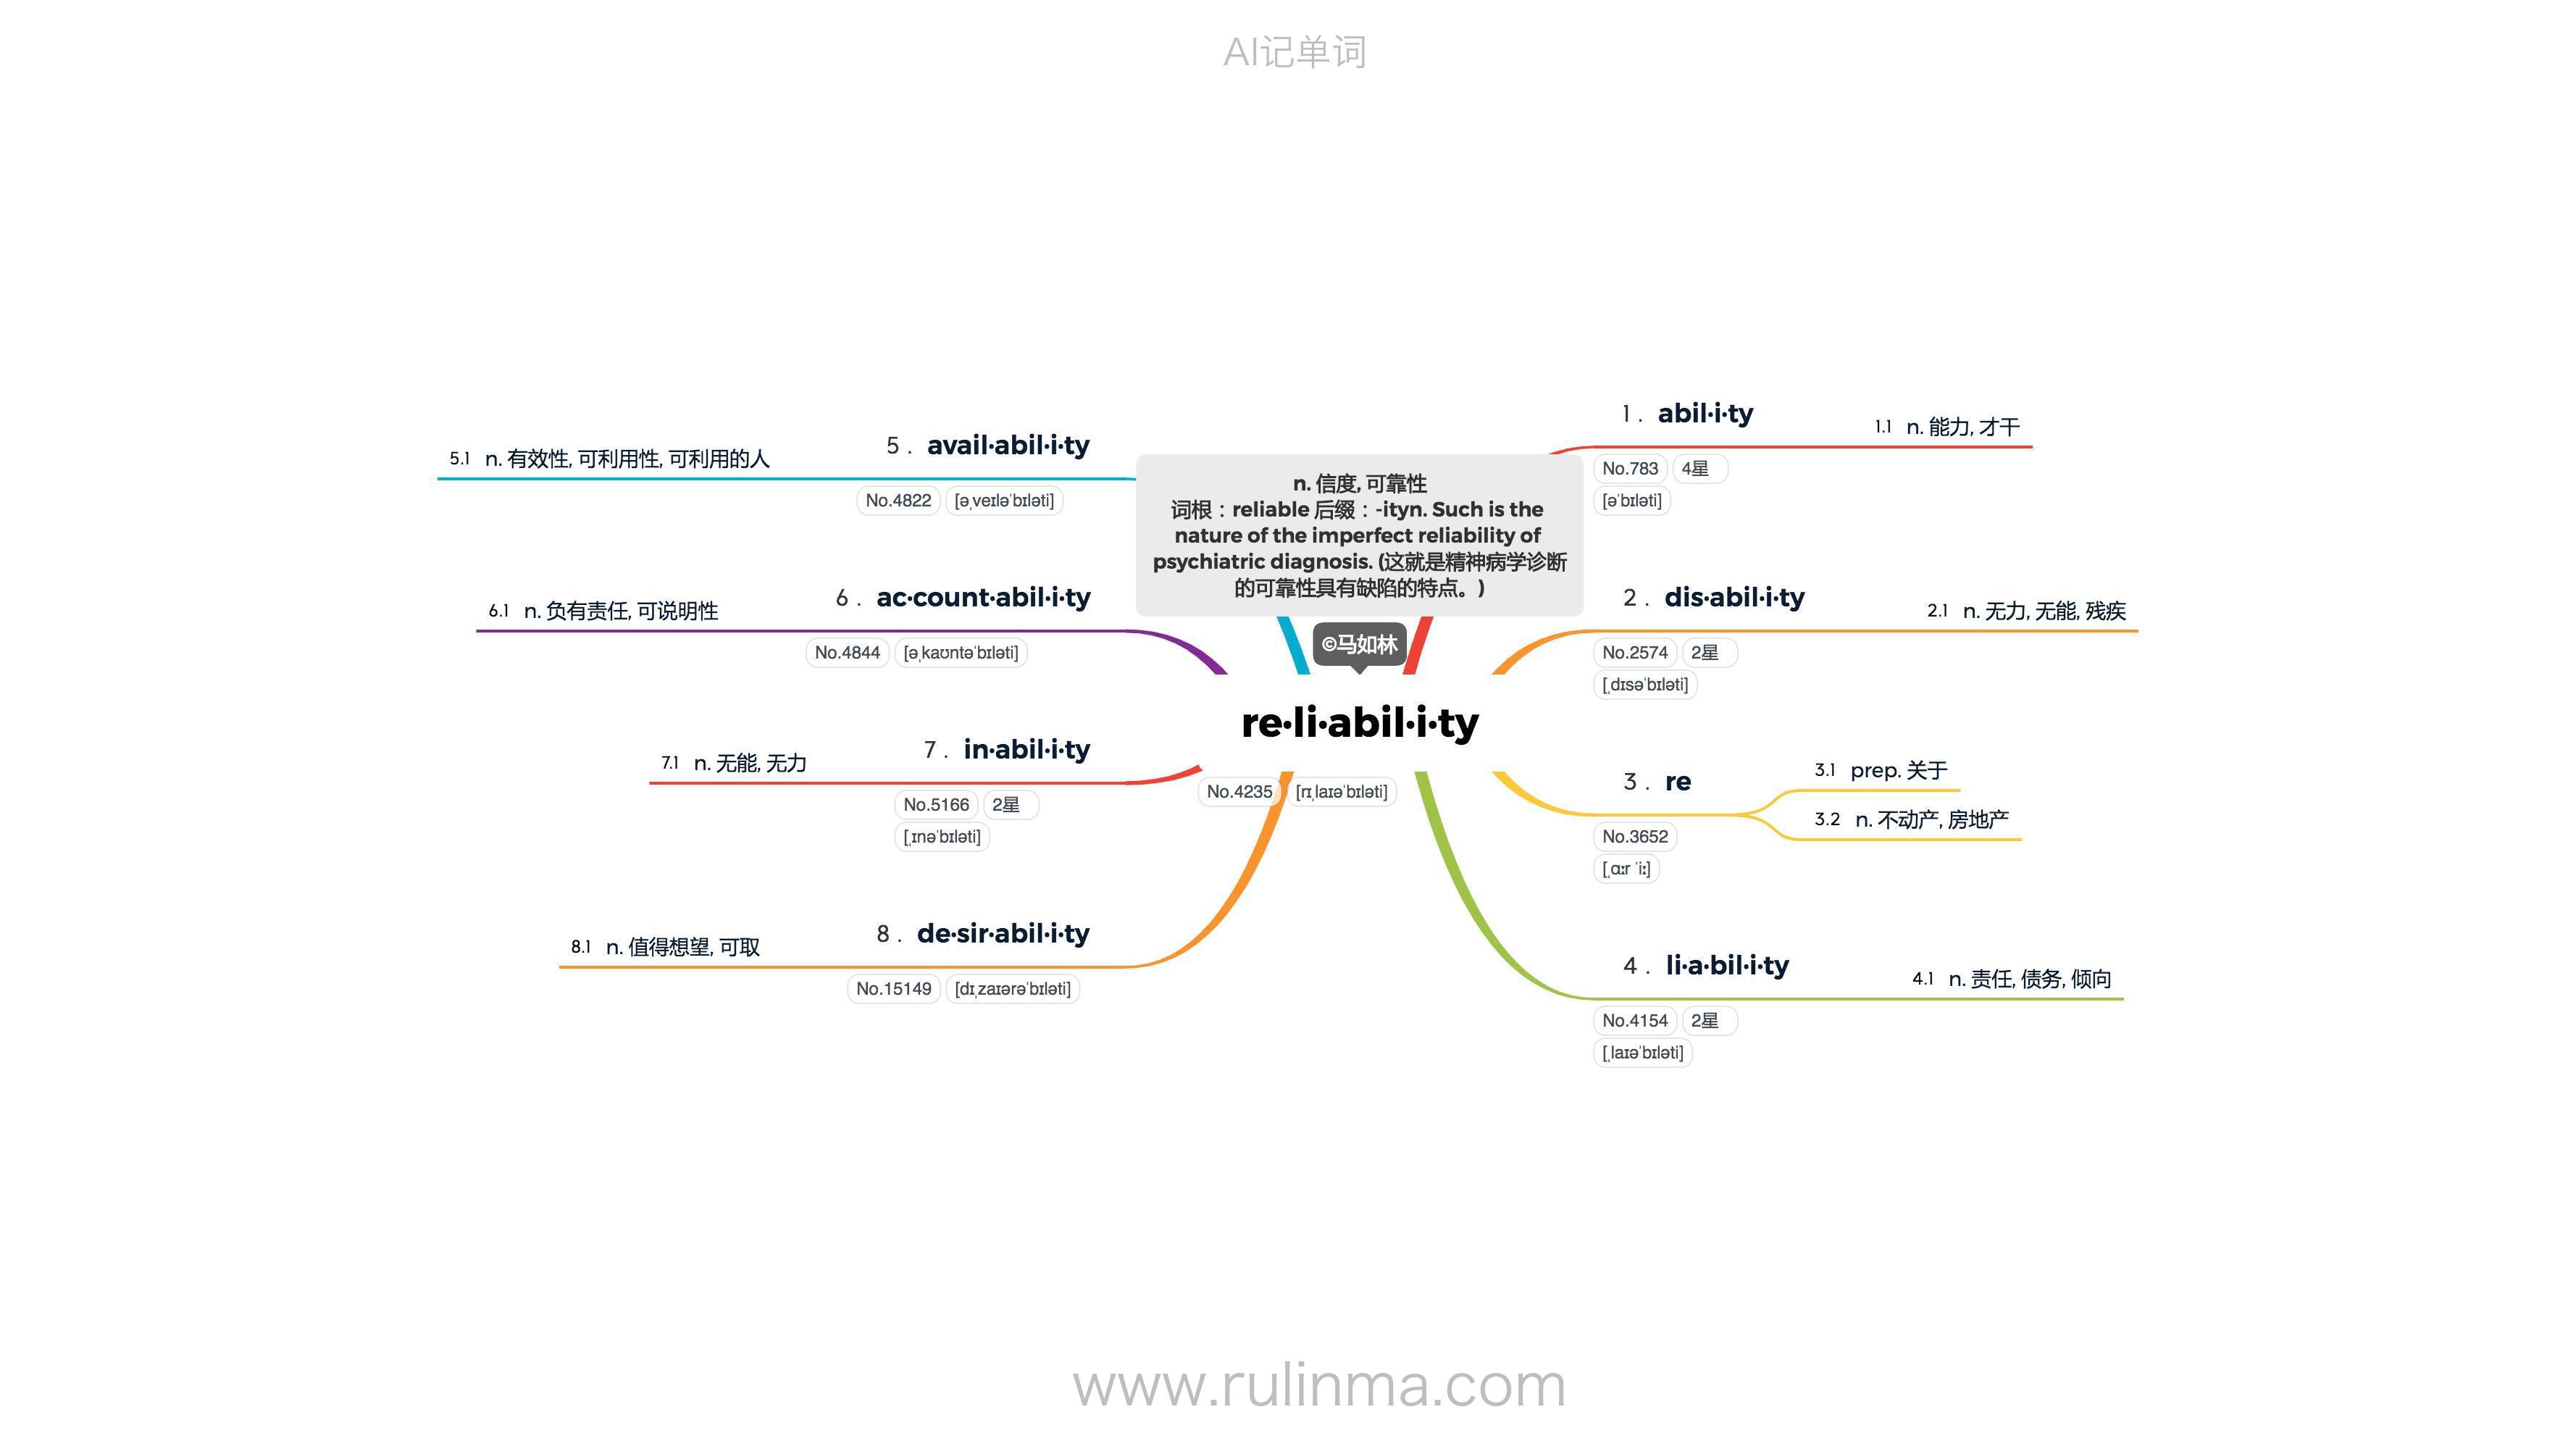 AI记单词
n. 信度, 可靠性
词根：reliable 后缀：-ityn. Such is the
nature of the imperfect reliability of
psychiatric diagnosis. (这就是精神病学诊断
的可靠性具有缺陷的特点。)
©马如林
re·li·abil·i·ty
No.4235 [rɪˌlaɪəˈbɪləti]
1 . abil·i·ty
1.1 n. 能力, 才干
No.783 4星
[əˈbɪləti]
2 . dis·abil·i·ty
2.1 n. 无力, 无能, 残疾
No.2574 2星
[ˌdɪsəˈbɪləti]
3 . re
3.1 prep. 关于
3.2 n. 不动产, 房地产
No.3652
[ˌɑːr ˈiː]
4 . li·a·bil·i·ty
4.1 n. 责任, 债务, 倾向
No.4154 2星
[ˌlaɪəˈbɪləti]
5 . avail·abil·i·ty
5.1 n. 有效性, 可利用性, 可利用的人
No.4822 [əˌveɪləˈbɪləti]
6 . ac·count·abil·i·ty
6.1 n. 负有责任, 可说明性
No.4844 [əˌkaʊntəˈbɪləti]
7 . in·abil·i·ty
7.1 n. 无能, 无力
No.5166 2星
[ˌɪnəˈbɪləti]
8 . de·sir·abil·i·ty
8.1 n. 值得想望, 可取
No.15149 [dɪˌzaɪərəˈbɪləti]
www.rulinma.com